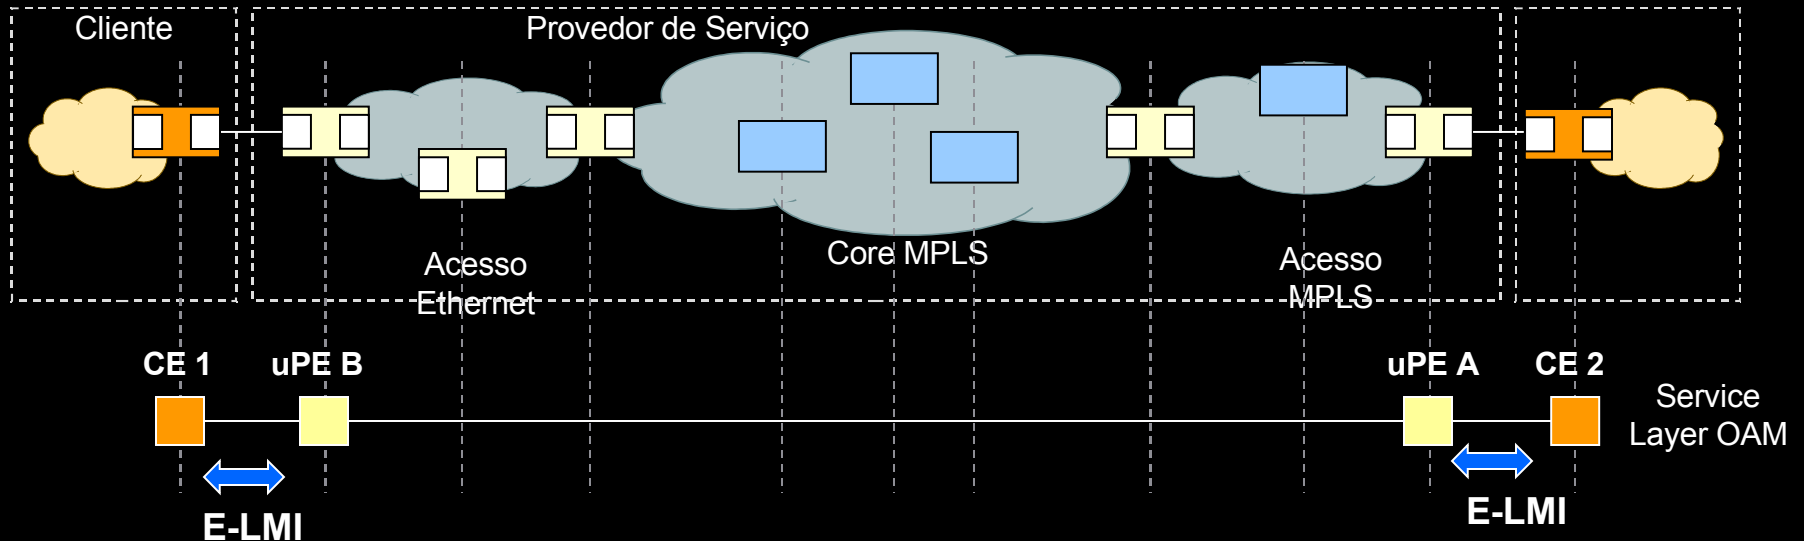 Cliente
Provedor de Serviço
Acesso
Ethernet
Core MPLS
Acesso
MPLS
CE 1
uPE B
uPE A
CE 2
Service
Layer OAM
E-LMI
E-LMI